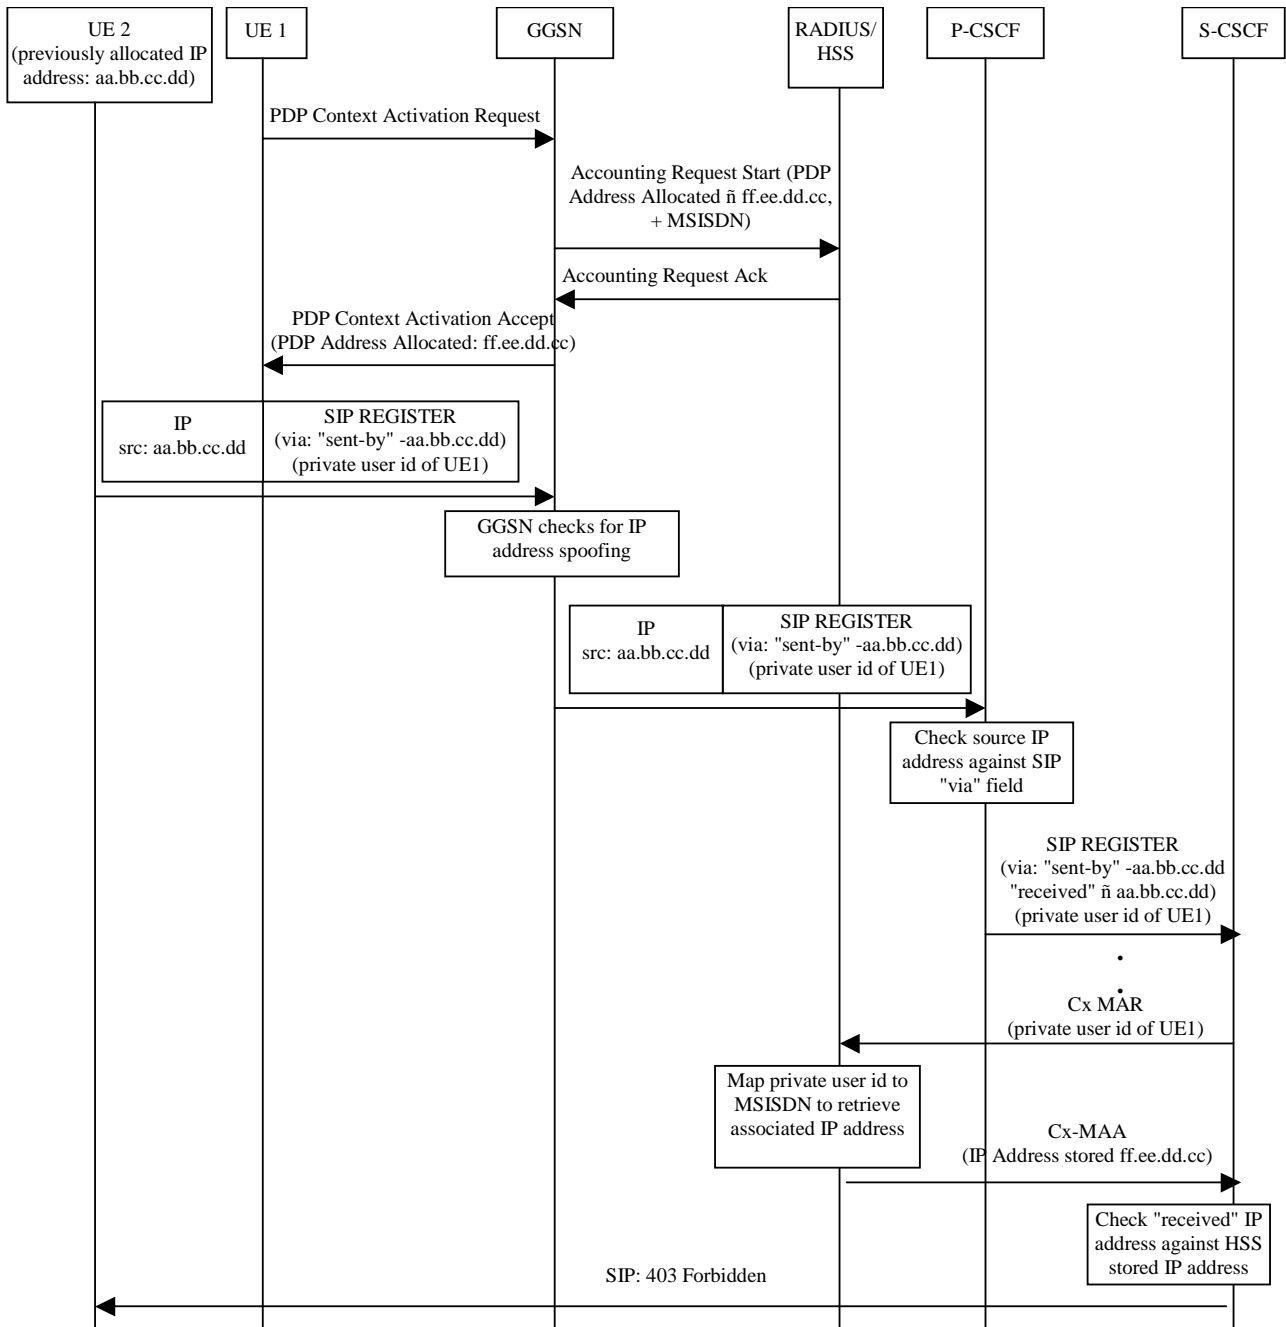 UE 2
(previously allocated IP
address: aa.bb.cc.dd)
UE 1
GGSN
RADIUS/
HSS
P-CSCF
S-CSCF
PDP Context Activation Request
Accounting Request Start (PDP
Address Allocated ñ ff.ee.dd.cc,
+ MSISDN)
Accounting Request Ack
PDP Context Activation Accept
(PDP Address Allocated: ff.ee.dd.cc)
IP
src: aa.bb.cc.dd
SIP REGISTER
(via: "sent-by" -aa.bb.cc.dd)
(private user id of UE1)
GGSN checks for IP
address spoofing
IP
src: aa.bb.cc.dd
SIP REGISTER
(via: "sent-by" -aa.bb.cc.dd)
(private user id of UE1)
Check source IP
address against SIP
"via" field
SIP REGISTER
(via: "sent-by" -aa.bb.cc.dd
"received" ñ aa.bb.cc.dd)
(private user id of UE1)
.
.
Cx MAR
(private user id of UE1)
Map private user id to
MSISDN to retrieve
associated IP address
Cx-MAA
(IP Address stored ff.ee.dd.cc)
Check "received" IP
address against HSS
stored IP address
SIP: 403 Forbidden